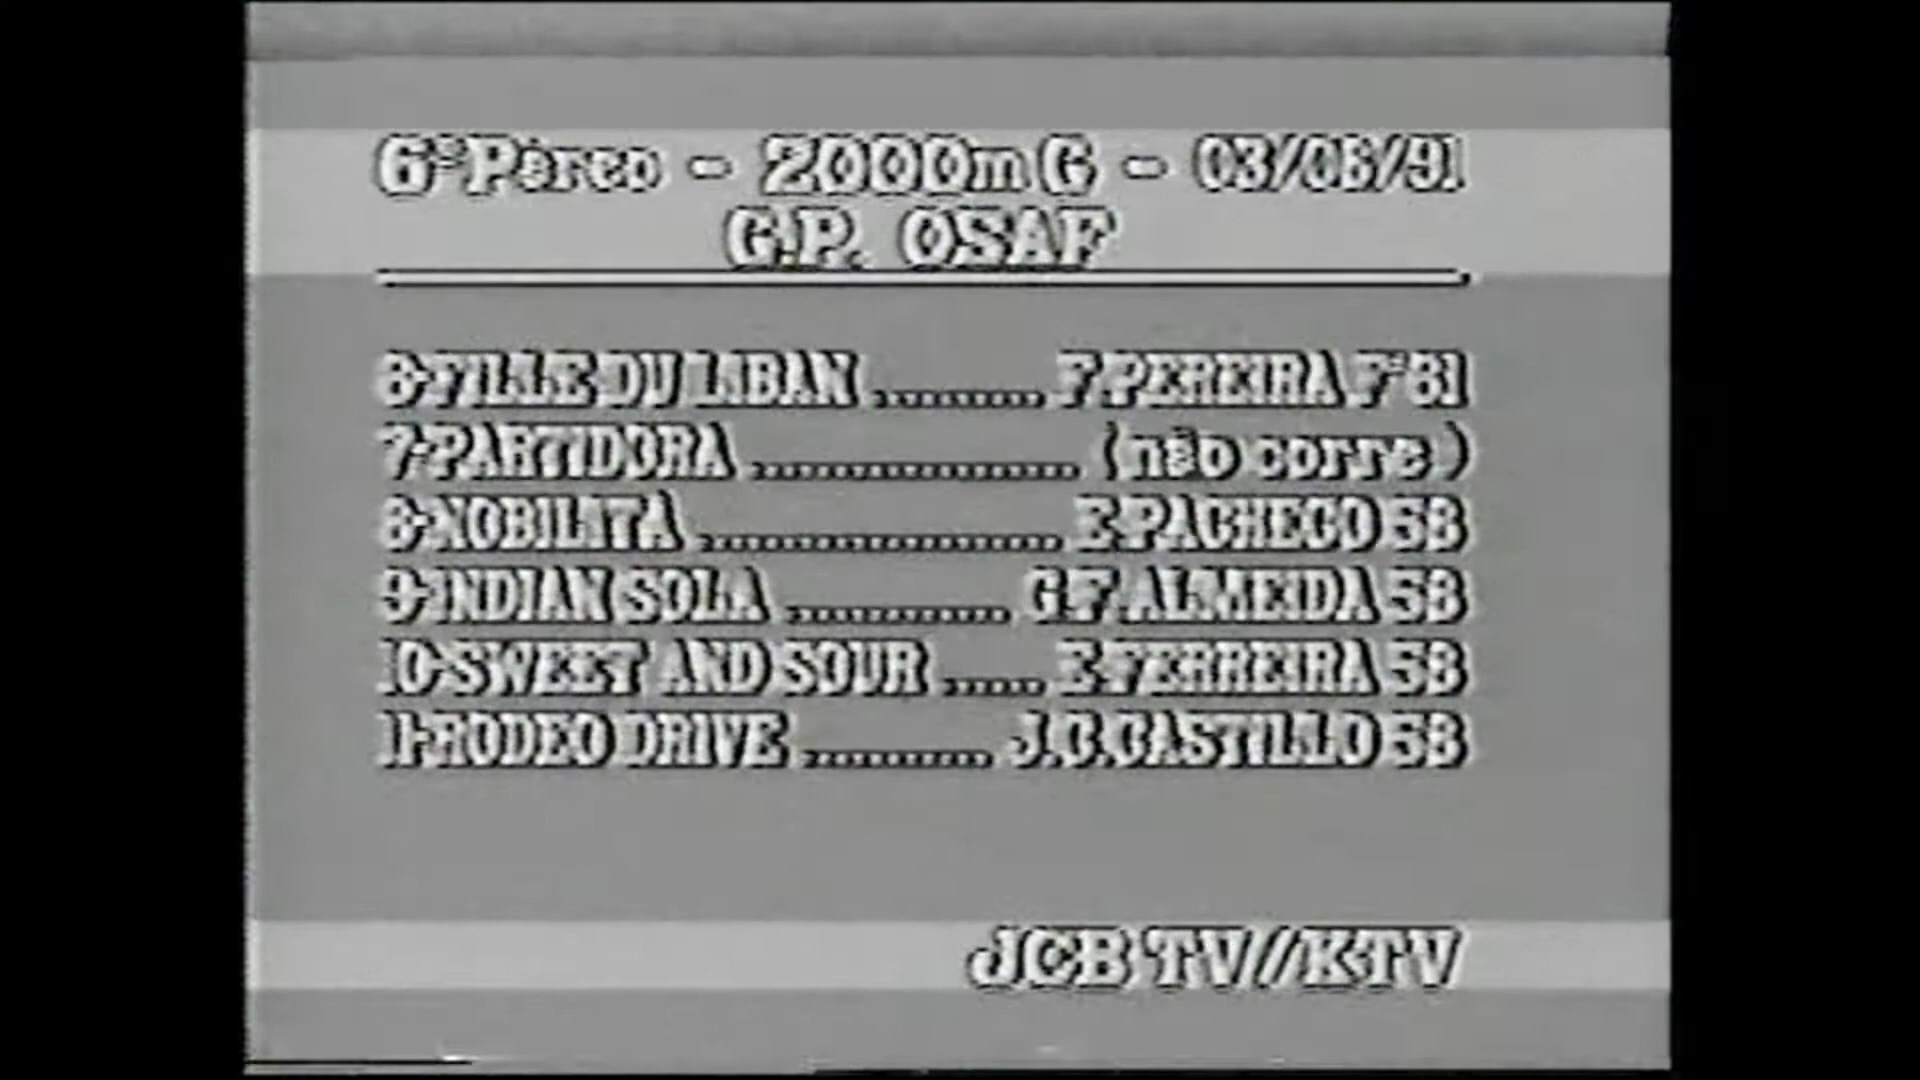 6º Páreo - 2000m G - 03/08/91
G.P. OSAF
6-FILLE DU LIBAN ......... F.PEREIRA Fº 61
7-PARTIDORA .................. (não corre)
8-NOBILITÀ .................... E.PACHECO 58
9-INDIAN SOLA ............ G.F.ALMEIDA 58
10-SWEET AND SOUR ...... E.FERREIRA 58
11-RODEO DRIVE .......... J.C.CASTILLO 58
JCB TV//KTV